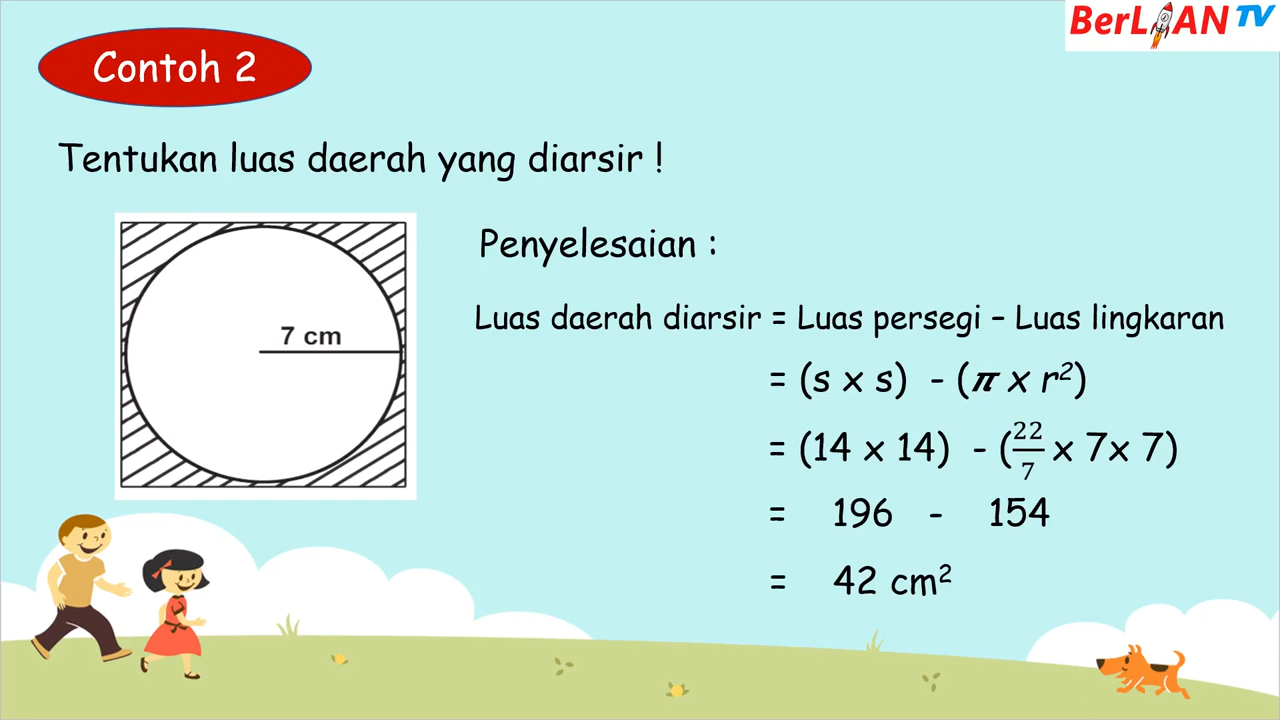 BerLIAN TV
Contoh 2
Tentukan luas daerah yang diarsir !
7 cm
Penyelesaian :
Luas daerah diarsir = Luas persegi – Luas lingkaran
= (s x s) - (π x r²)
= (14 x 14) - (22/7 x 7x 7)
= 196 - 154
= 42 cm²